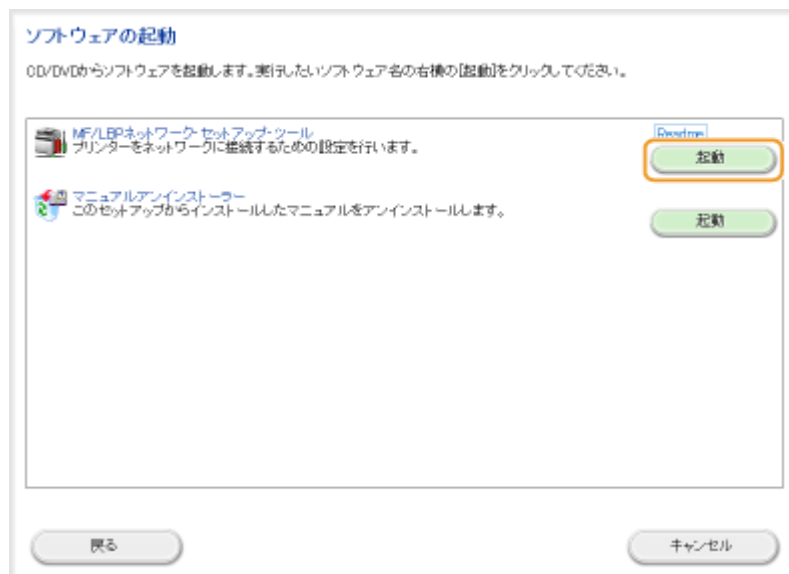 ソフトウェアの起動
CD/DVDからソフトウェアを起動します。実行したいソフトウェア名の右横の[起動]をクリックしてください。
MF/LBPネットワーク・セットアップ・ツール
Readme
プリンターをネットワークに接続するための設定を行います。
起動
マニュアルアンインストーラー
このセットアップからインストールしたマニュアルをアンインストールします。
起動
戻る
キャンセル